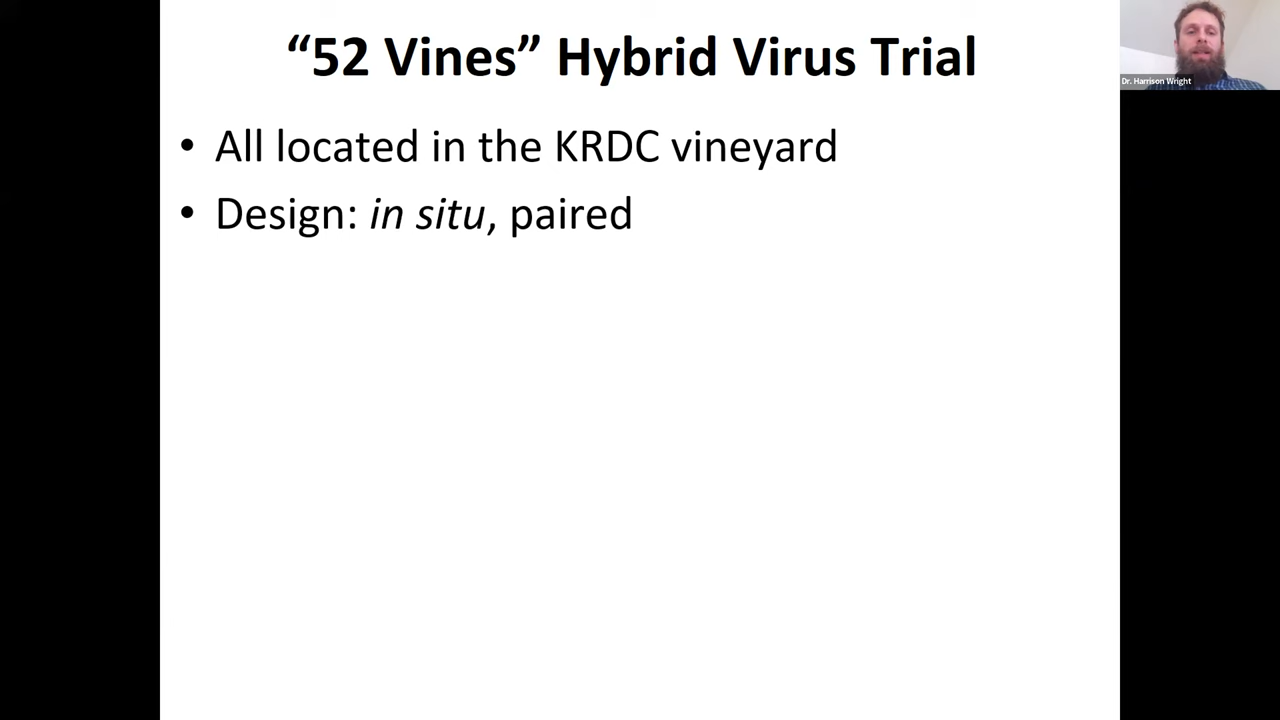 “52 Vines” Hybrid Virus Trial
Dr. Harrison Wright
• All located in the KRDC vineyard
• Design: in situ, paired